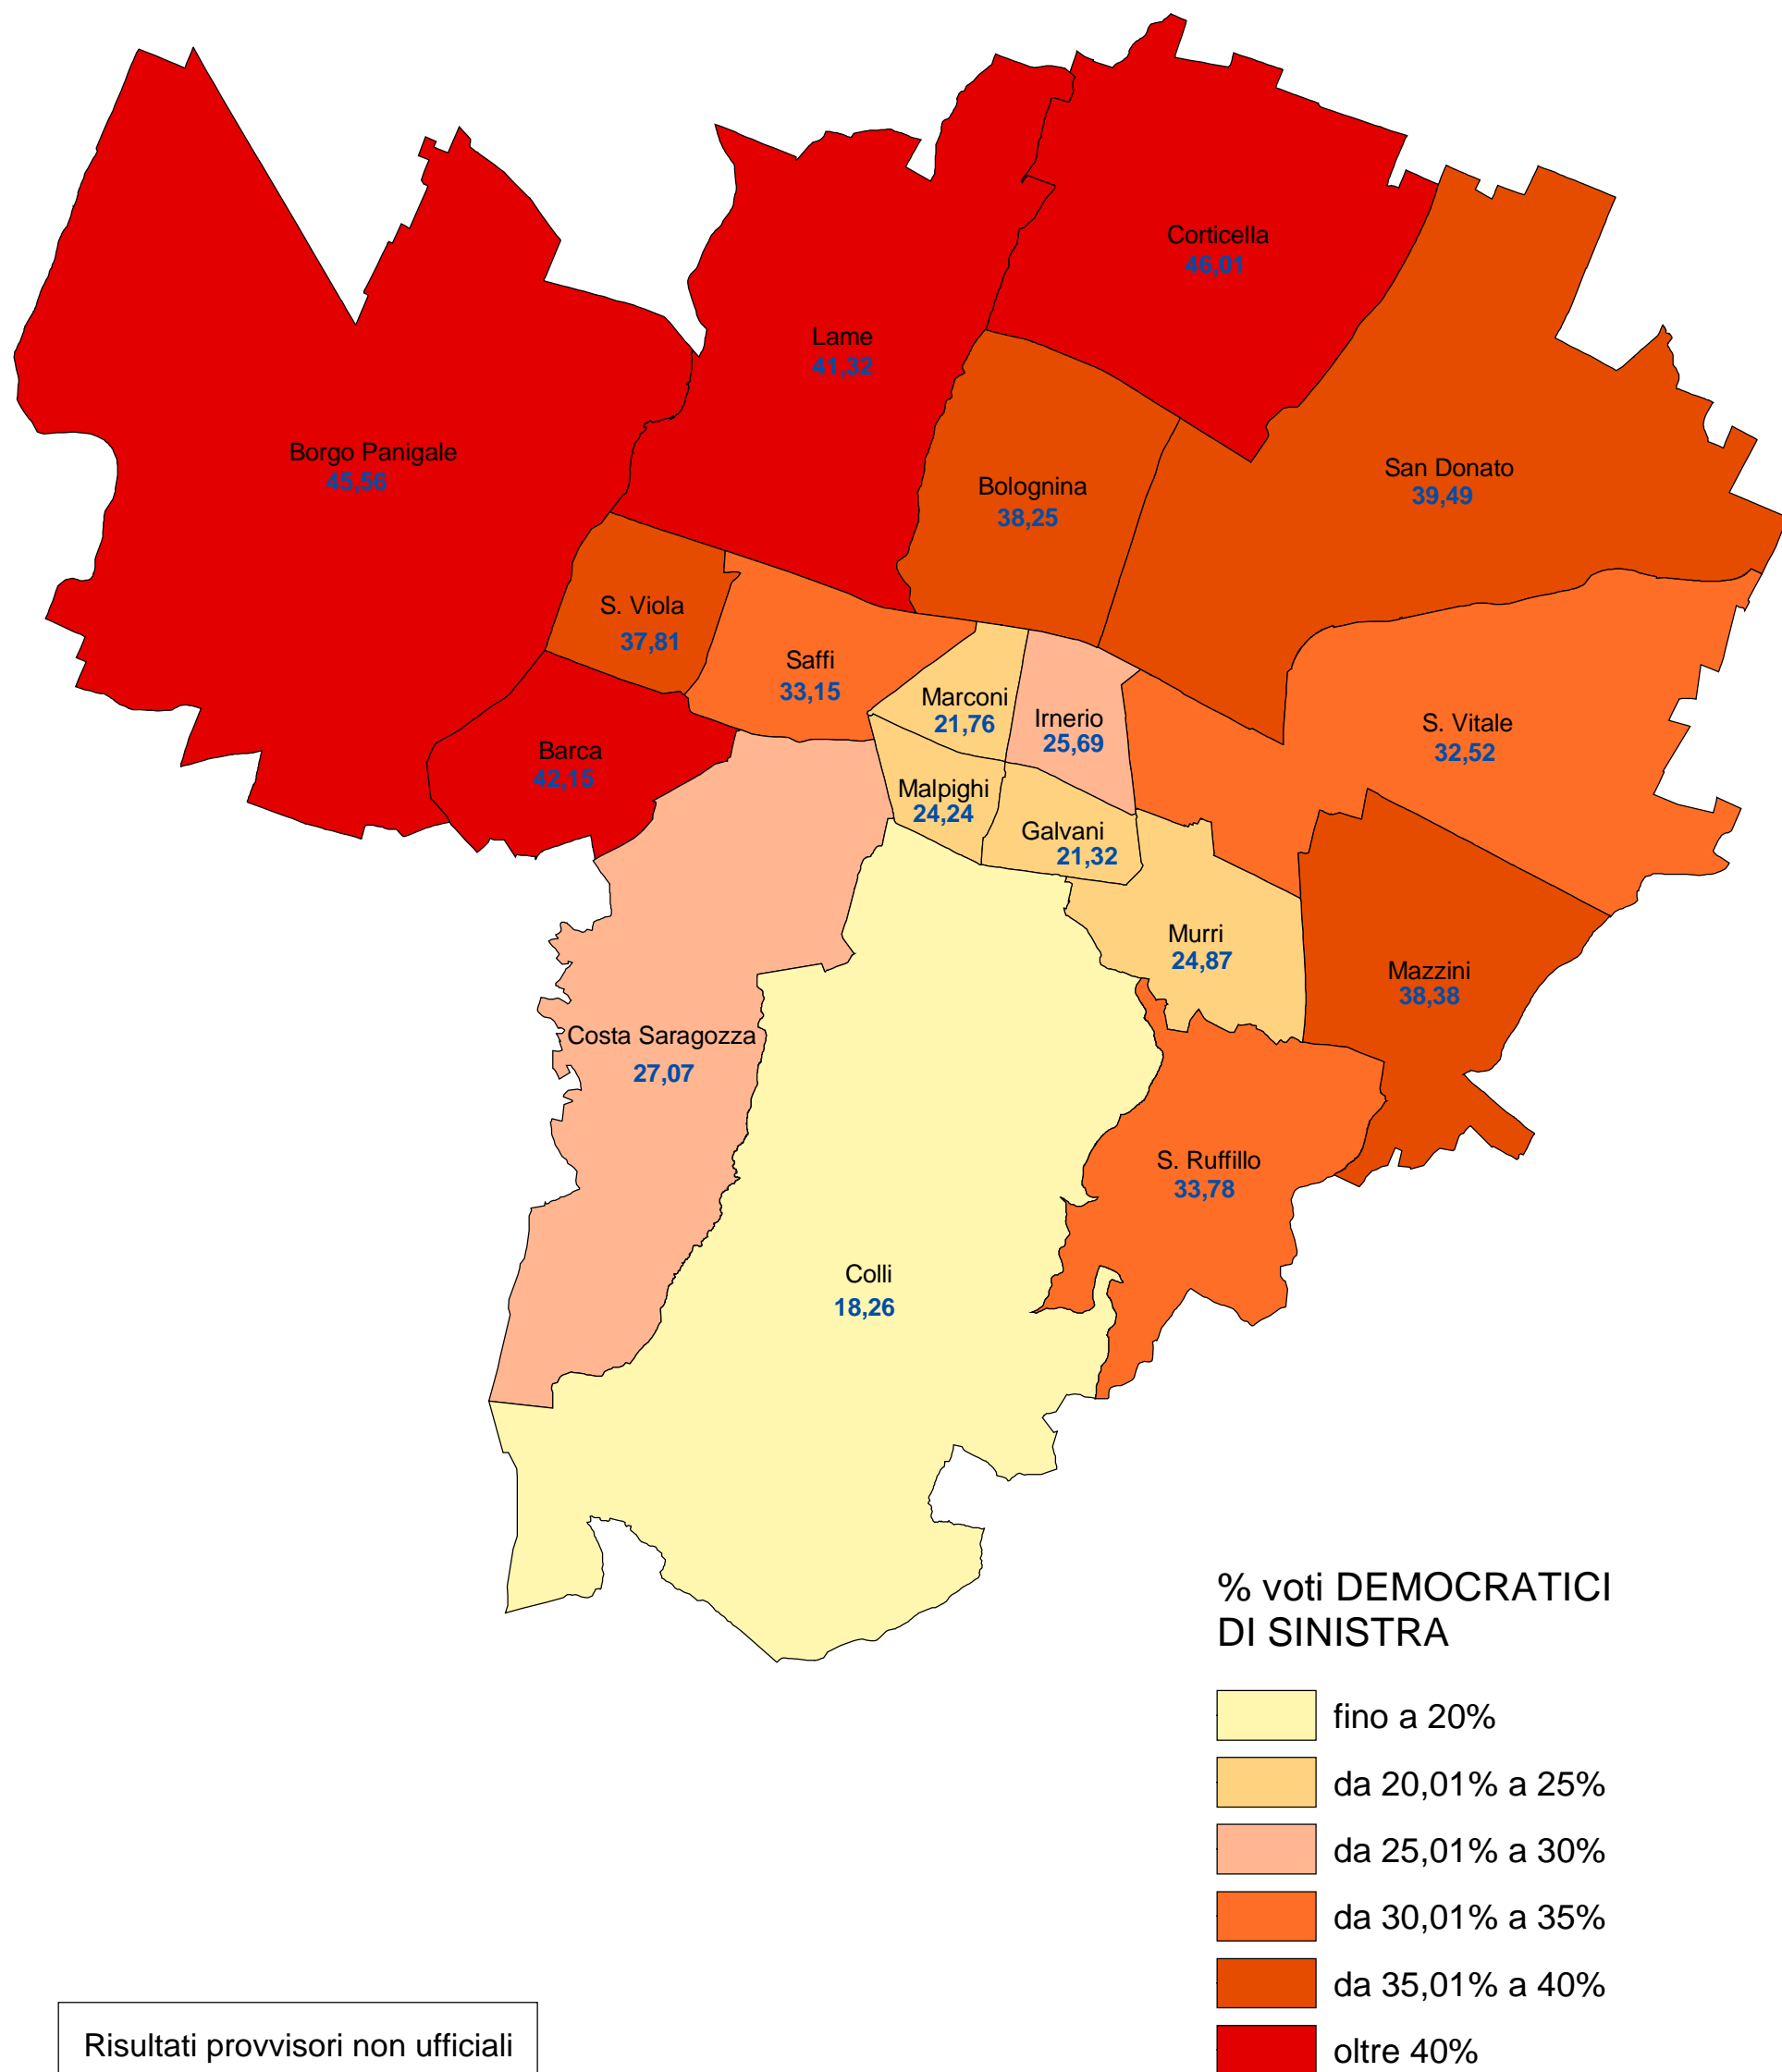 Corticella
46,01
Lame
41,32
Borgo Panigale
45,56
San Donato
39,49
Bolognina
38,25
S. Viola
37,81
Saffi
33,15
Marconi
21,76
Irnerio
25,69
S. Vitale
32,52
Barca
42,15
Malpighi
24,24
Galvani
21,32
Murri
24,87
Mazzini
38,38
Costa Saragozza
27,07
S. Ruffillo
33,78
Colli
18,26
% voti DEMOCRATICI
DI SINISTRA
fino a 20%
da 20,01% a 25%
da 25,01% a 30%
da 30,01% a 35%
da 35,01% a 40%
oltre 40%
Risultati provvisori non ufficiali